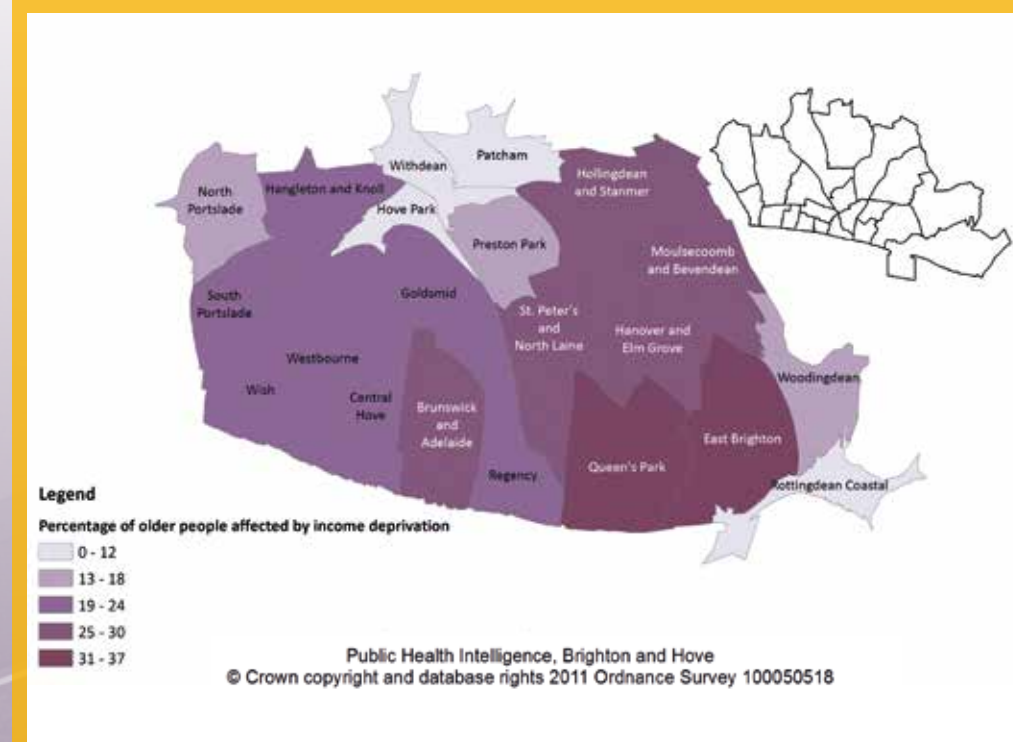 Patcham
Withdean
Hollingdean
and Stanmer
North
Portslade
Hangleton and Knoll
Hove Park
Preston Park
Moulsecoomb
and Bevendean
South
Portslade
Goldsmid
St. Peter's
and
North Laine
Hanover and
Elm Grove
Westbourne
Wish
Central
Hove
Brunswick
and
Adelaide
Woodingdean
East Brighton
Queen's Park
Regency
Rottingdean Coastal
Legend
Percentage of older people affected by income deprivation
0 - 12
13 - 18
19 - 24
25 - 30
31 - 37
Public Health Intelligence, Brighton and Hove
© Crown copyright and database rights 2011 Ordnance Survey 100050518